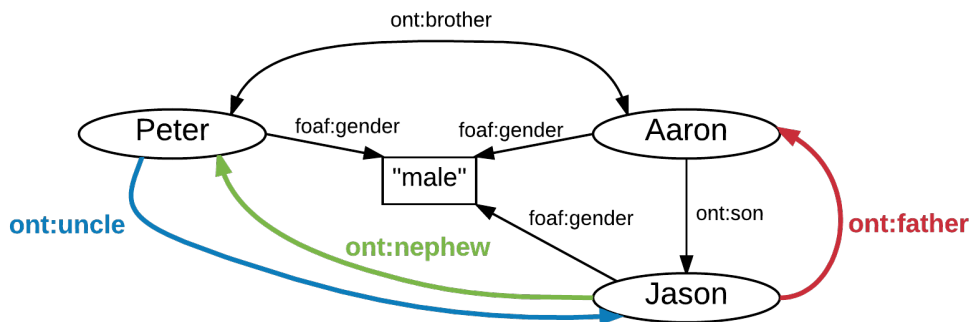 ont:brother
Peter
foaf:gender
foaf:gender
Aaron
"male"
ont:uncle
ont:nephew
foaf:gender
ont:son
ont:father
Jason